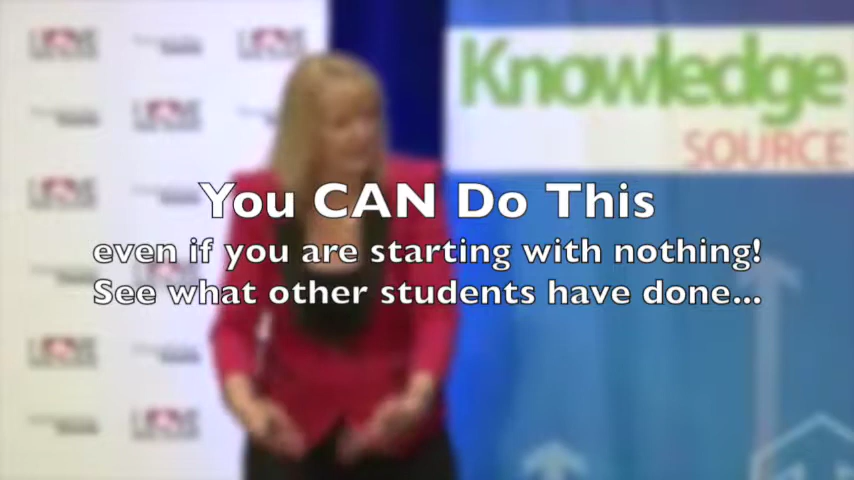 Knowledge
SOURCE
You CAN Do This
even if you are starting with nothing!
See what other students have done...